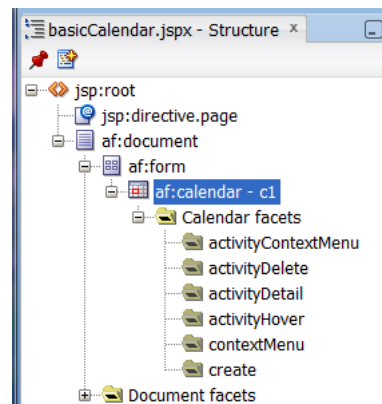 basicCalendar.jspx - Structure x
jsp:root
jsp:directive.page
af:document
af:form
af:calendar - c1
Calendar facets
activityContextMenu
activityDelete
activityDetail
activityHover
contextMenu
create
Document facets